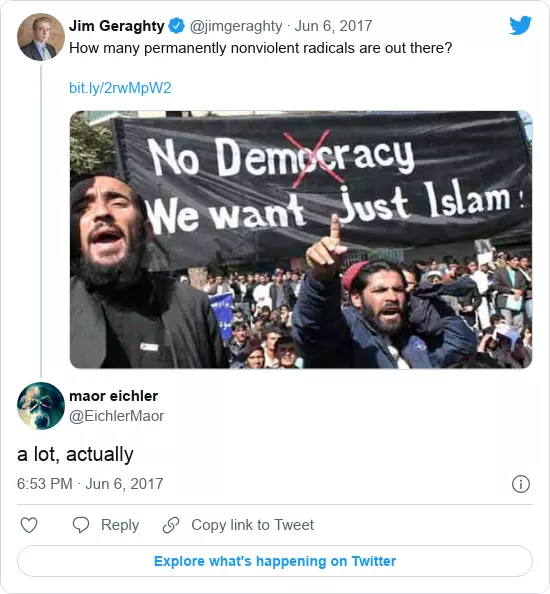 Jim Geraghty @jimgeraghty · Jun 6, 2017
How many permanently nonviolent radicals are out there?
bit.ly/2rwMpW2
No Democracy
We want just Islam!
maor eichler
@EichlerMaor
a lot, actually
6:53 PM · Jun 6, 2017
Reply
Copy link to Tweet
Explore what's happening on Twitter